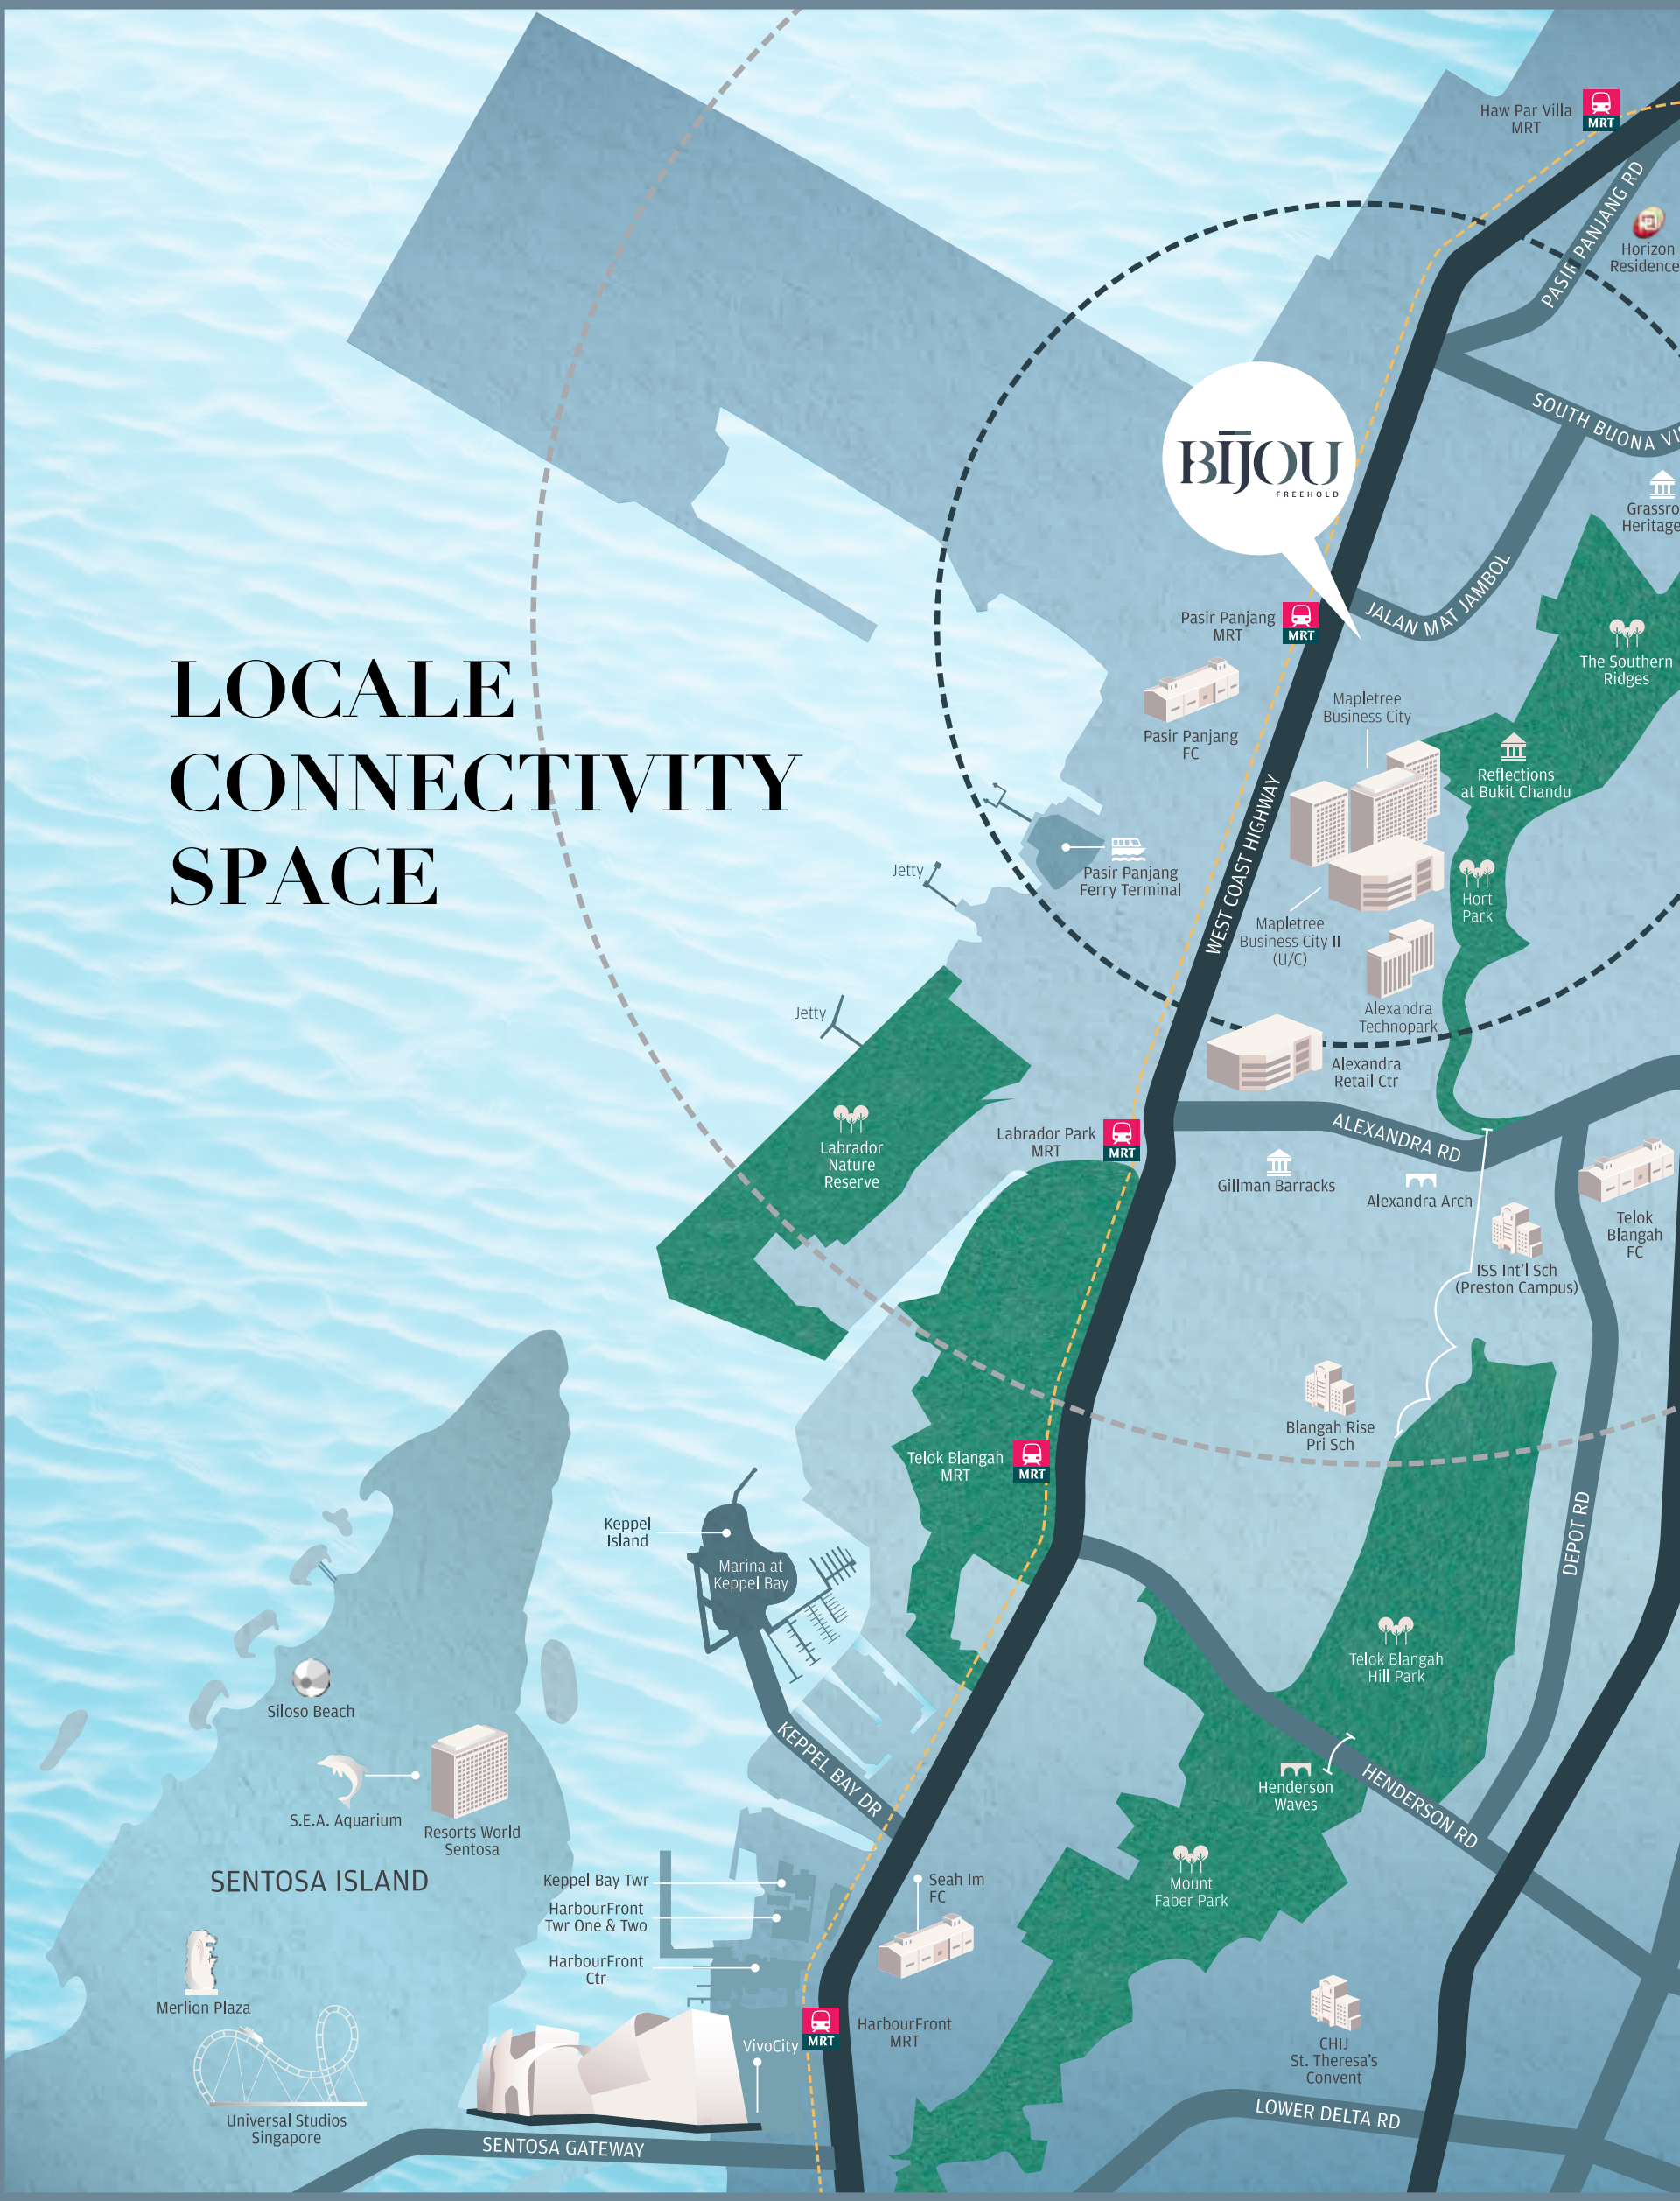 Haw Par Villa
MRT
MRT
PASIR PANJANG RD
Horizon
Residence
BIJOU
FREEHOLD
SOUTH BUONA VI
Grassro
Heritage
JALAN MAT JAMBOL
Pasir Panjang
MRT
MRT
The Southern
Ridges
LOCALE
CONNECTIVITY
SPACE
Pasir Panjang
FC
Mapletree
Business City
Reflections
at Bukit Chandu
WEST COAST HIGHWAY
Jetty
Pasir Panjang
Ferry Terminal
Hort
Park
Mapletree
Business City II
(U/C)
Jetty
Alexandra
Technopark
Alexandra
Retail Ctr
Labrador
Nature
Reserve
Labrador Park
MRT
MRT
ALEXANDRA RD
Gillman Barracks
Alexandra Arch
Telok
Blangah
FC
ISS Int'l Sch
(Preston Campus)
Blangah Rise
Pri Sch
Telok Blangah
MRT
MRT
Keppel
Island
Marina at
Keppel Bay
DEPOT RD
Telok Blangah
Hill Park
Siloso Beach
KEPPEL BAY DR
Henderson
Waves
HENDERSON RD
S.E.A. Aquarium
Resorts World
Sentosa
SENTOSA ISLAND
Keppel Bay Twr
HarbourFront
Twr One & Two
HarbourFront
Ctr
Seah Im
FC
Mount
Faber Park
Merlion Plaza
MRT
HarbourFront
MRT
VivoCity
CHIJ
St. Theresa's
Convent
Universal Studios
Singapore
SENTOSA GATEWAY
LOWER DELTA RD